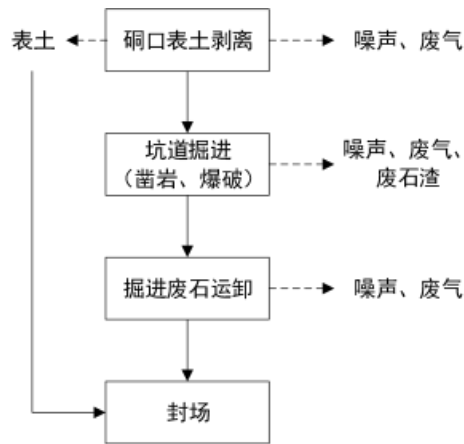 表土
硐口表土剥离
噪声、废气
坑道掘进
（凿岩、爆破）
噪声、废气、
废石渣
掘进废石运卸
噪声、废气
封场